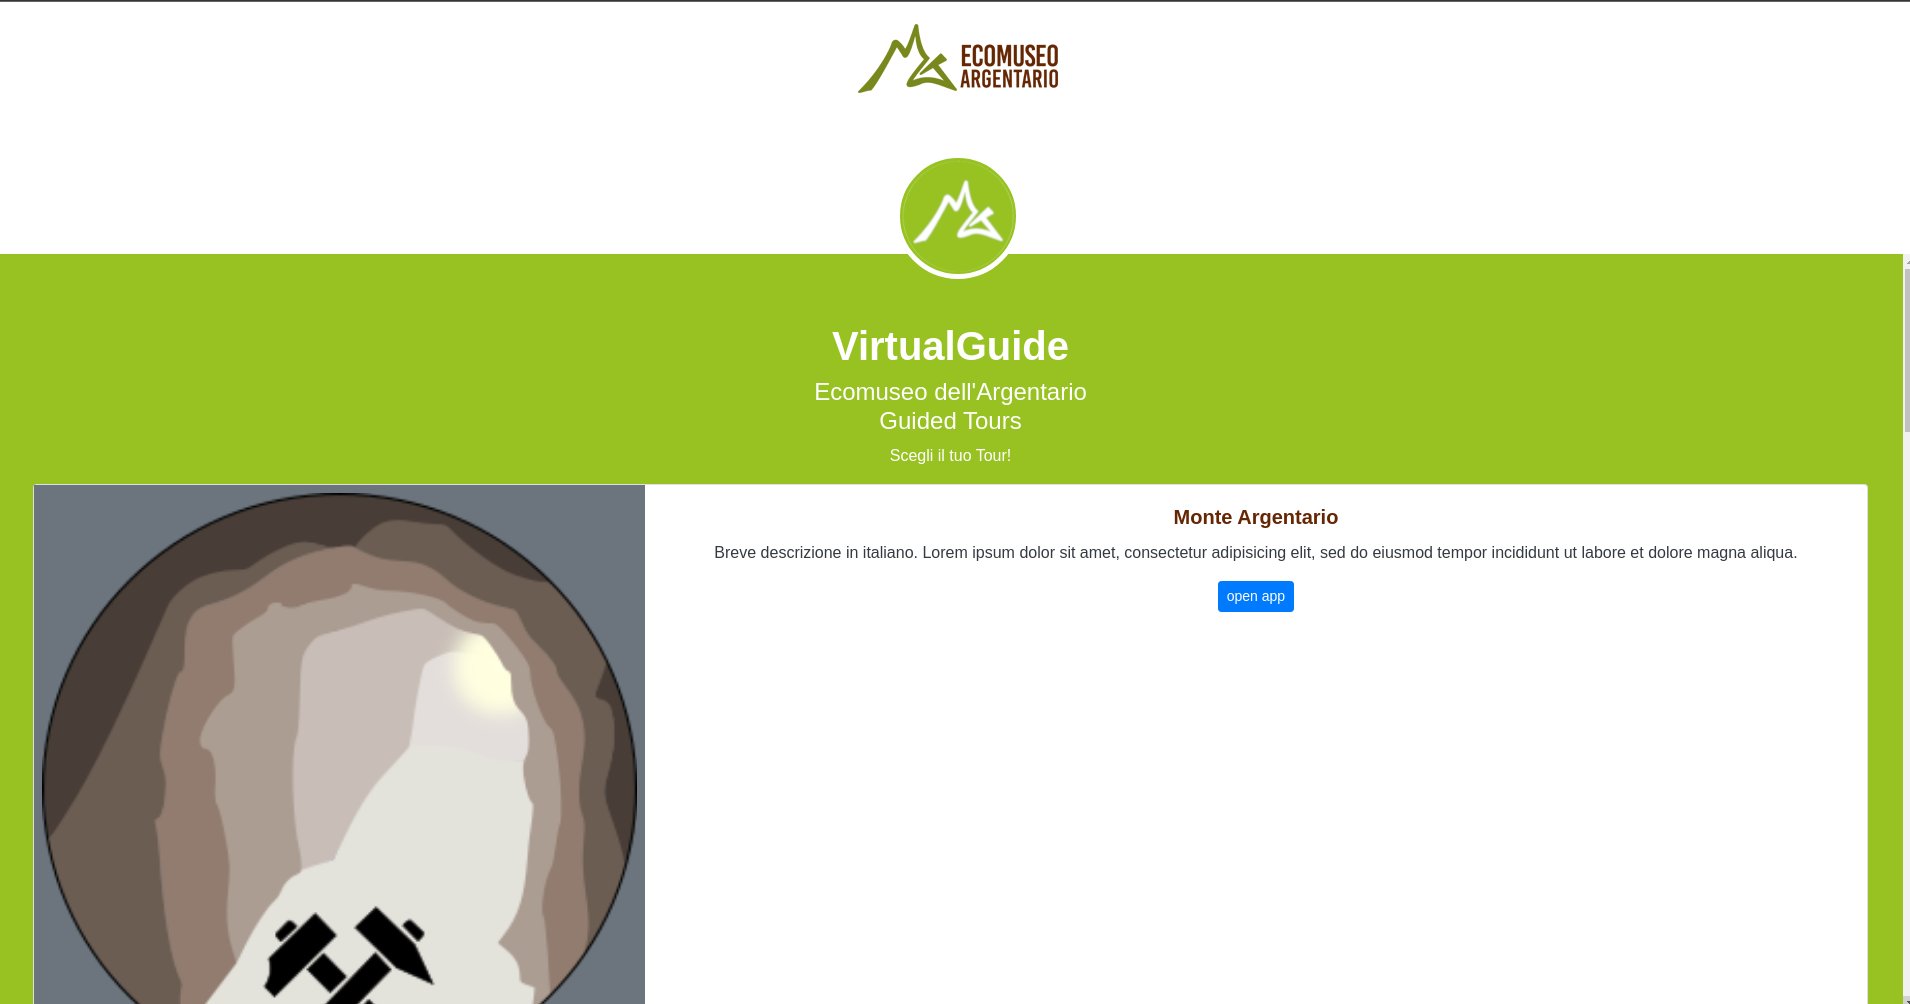 ECOMUSEO
ARGENTARIO
VirtualGuide
Ecomuseo dell'Argentario
Guided Tours
Scegli il tuo Tour!
Monte Argentario
Breve descrizione in italiano. Lorem ipsum dolor sit amet, consectetur adipisicing elit, sed do eiusmod tempor incididunt ut labore et dolore magna aliqua.
open app